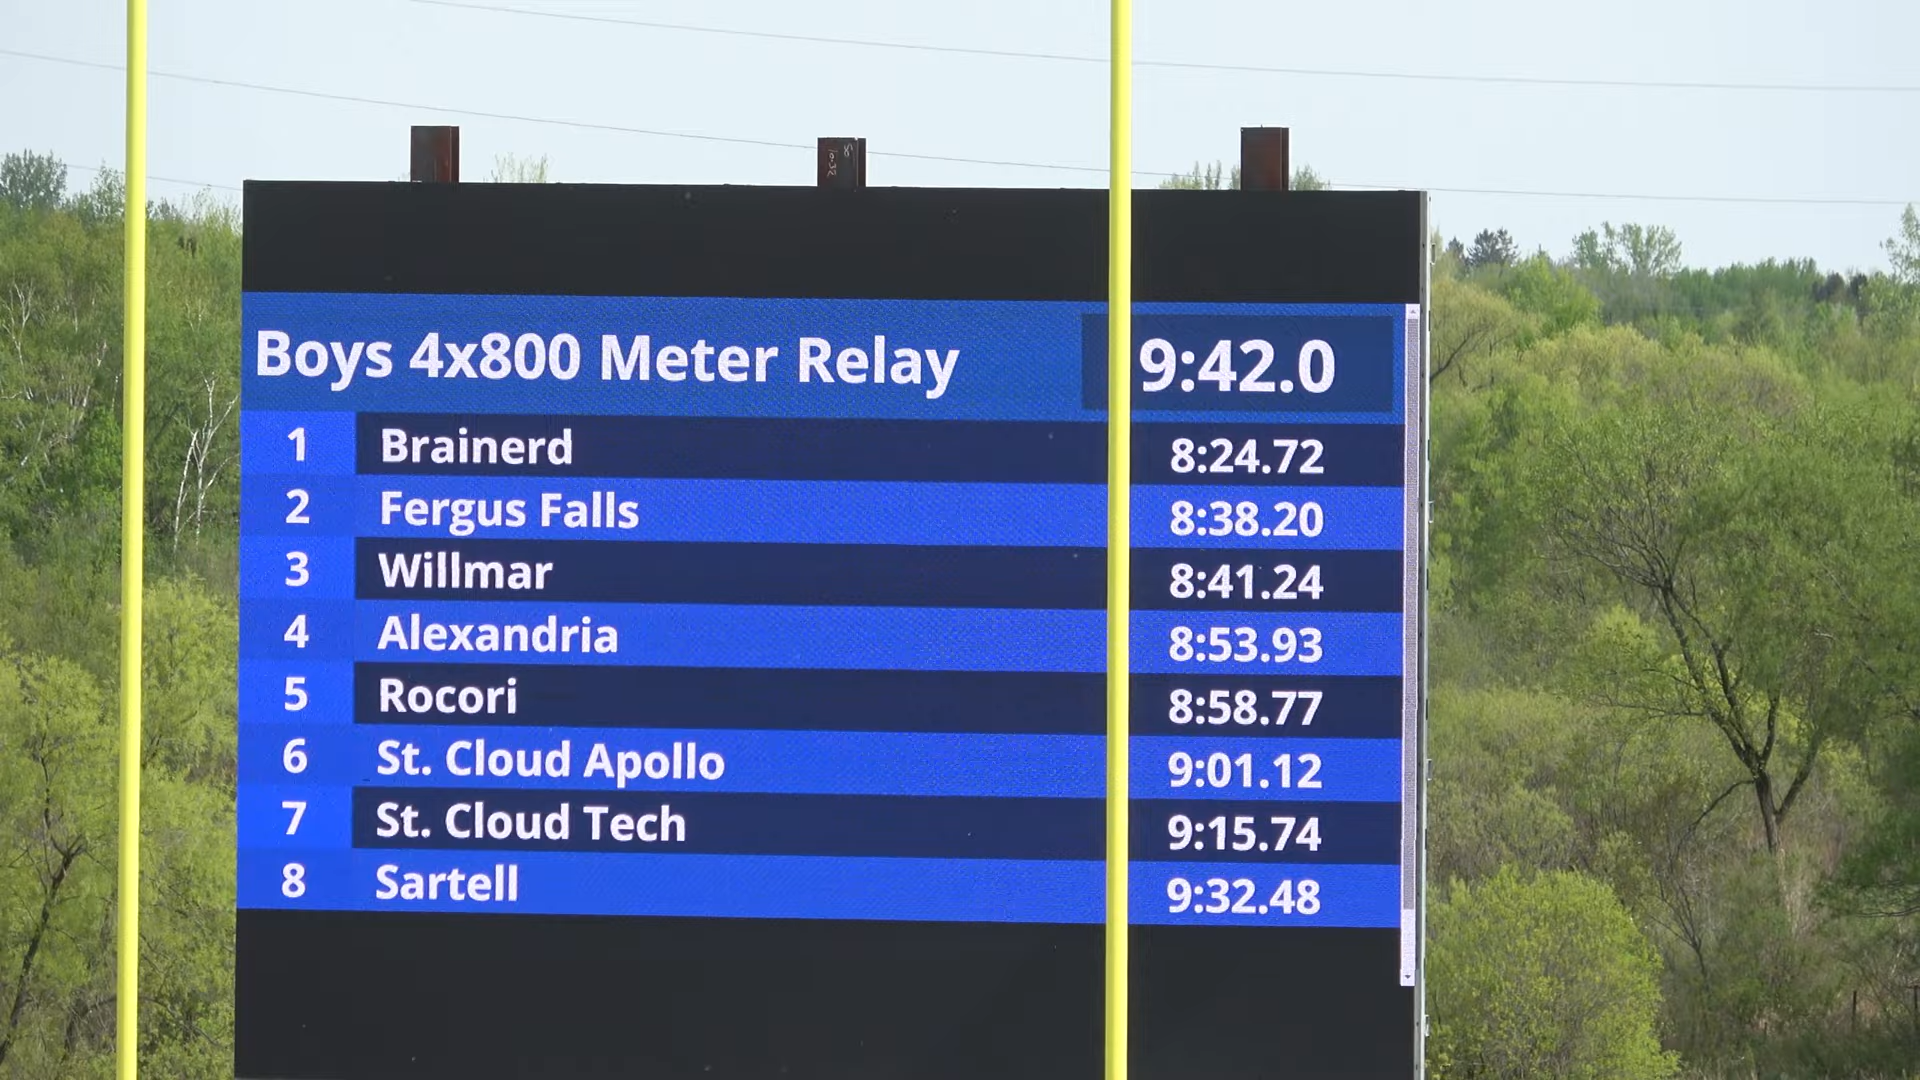 Boys 4x800 Meter Relay 9:42.0
1 Brainerd 8:24.72
2 Fergus Falls 8:38.20
3 Willmar 8:41.24
4 Alexandria 8:53.93
5 Rocori 8:58.77
6 St. Cloud Apollo 9:01.12
7 St. Cloud Tech 9:15.74
8 Sartell 9:32.48